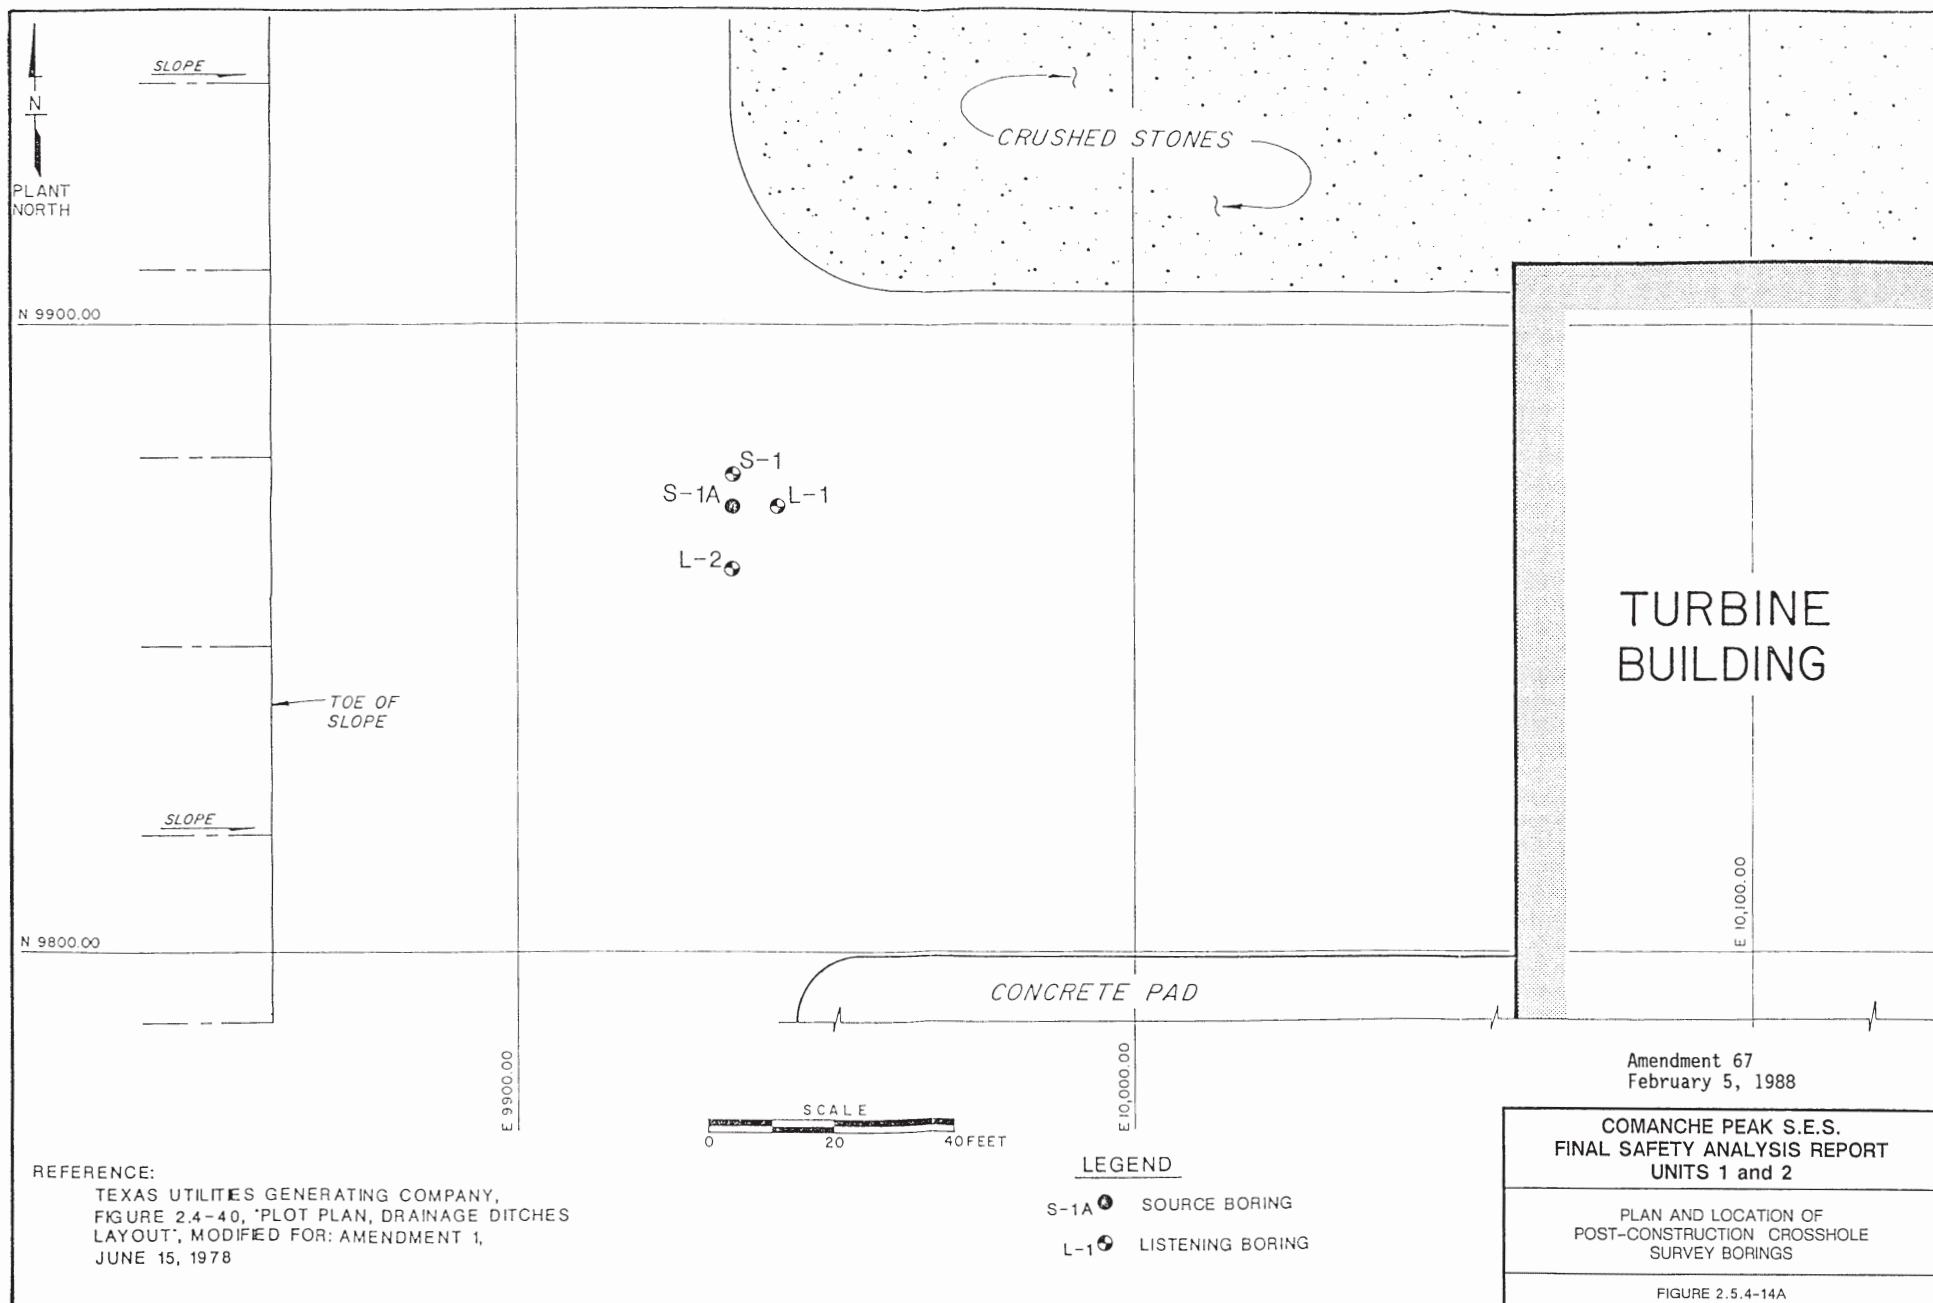 SLOPE
N
PLANT
NORTH
CRUSHED STONES
N 9900.00
S-1
S-1A
L-1
L-2
TURBINE
BUILDING
TOE OF
SLOPE
SLOPE
E 10,100.00
N 9800.00
CONCRETE PAD
E 9900.00
E 10,000.00
Amendment 67
February 5, 1988
SCALE
0 20 40 FEET
REFERENCE:
TEXAS UTILITIES GENERATING COMPANY,
FIGURE 2.4-40, "PLOT PLAN, DRAINAGE DITCHES
LAYOUT", MODIFIED FOR: AMENDMENT 1,
JUNE 15, 1978
LEGEND
S-1A SOURCE BORING
L-1 LISTENING BORING
COMANCHE PEAK S.E.S.
FINAL SAFETY ANALYSIS REPORT
UNITS 1 and 2
PLAN AND LOCATION OF
POST-CONSTRUCTION CROSSHOLE
SURVEY BORINGS
FIGURE 2.5.4-14A